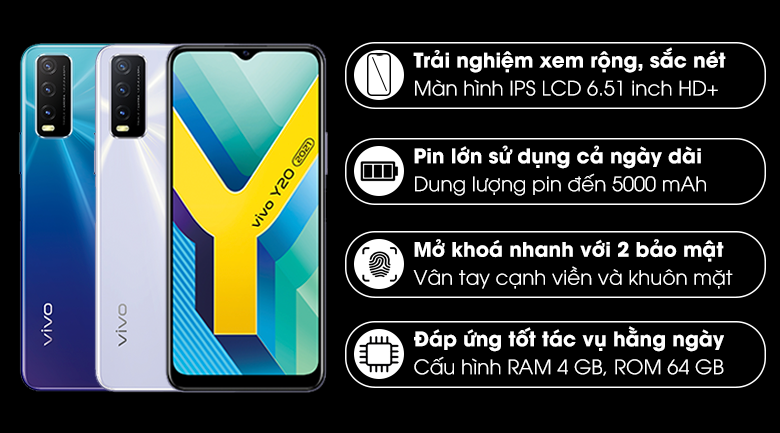 vivo
vivo
vivo Y20 2021
Trải nghiệm xem rộng, sắc nét
Màn hình IPS LCD 6.51 inch HD+
Pin lớn sử dụng cả ngày dài
Dung lượng pin đến 5000 mAh
Mở khoá nhanh với 2 bảo mật
Vân tay cạnh viền và khuôn mặt
Đáp ứng tốt tác vụ hằng ngày
Cấu hình RAM 4 GB, ROM 64 GB